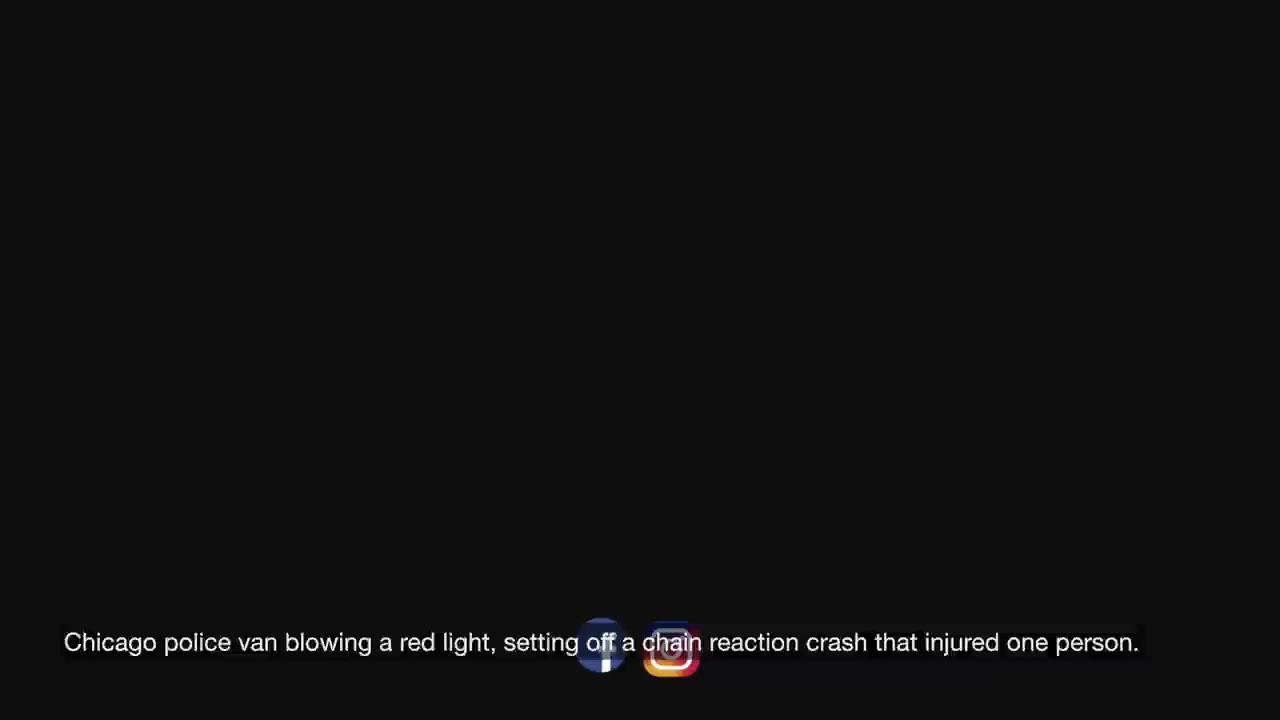 Chicago police van blowing a red light, setting off a chain reaction crash that injured one person.